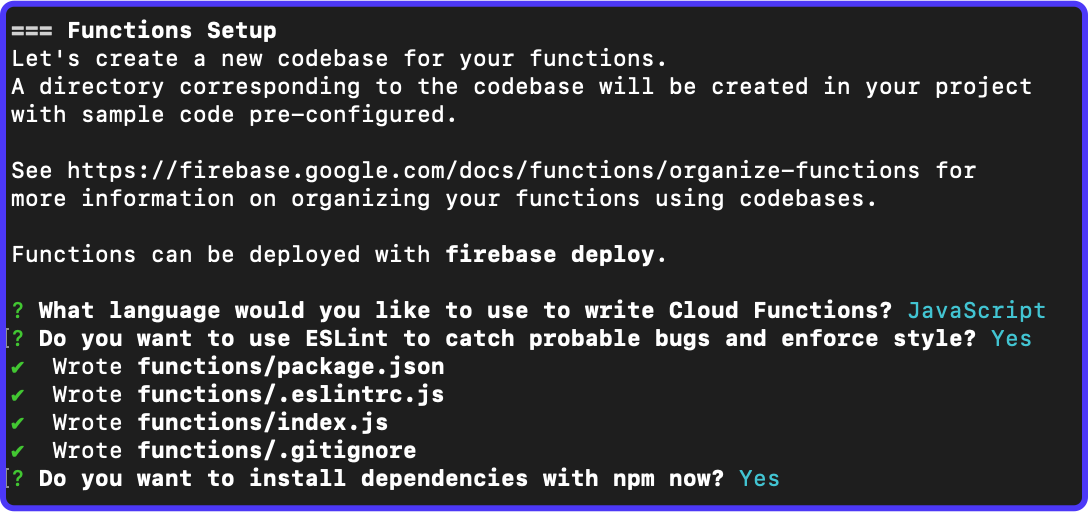 === Functions Setup
Let's create a new codebase for your functions.
A directory corresponding to the codebase will be created in your project
with sample code pre-configured.
See https://firebase.google.com/docs/functions/organize-functions for
more information on organizing your functions using codebases.
Functions can be deployed with firebase deploy.
? What language would you like to use to write Cloud Functions? JavaScript
? Do you want to use ESLint to catch probable bugs and enforce style? Yes
✔ Wrote functions/package.json
✔ Wrote functions/.eslintrc.js
✔ Wrote functions/index.js
✔ Wrote functions/.gitignore
? Do you want to install dependencies with npm now? Yes